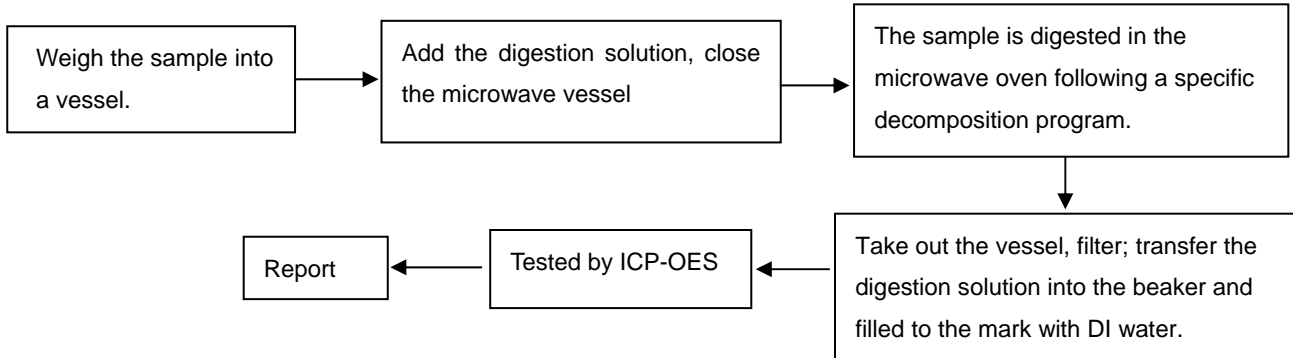 Weigh the sample into
a vessel.
Add the digestion solution, close
the microwave vessel
The sample is digested in the
microwave oven following a specific
decomposition program.
Take out the vessel, filter; transfer the
digestion solution into the beaker and
filled to the mark with DI water.
Tested by ICP-OES
Report